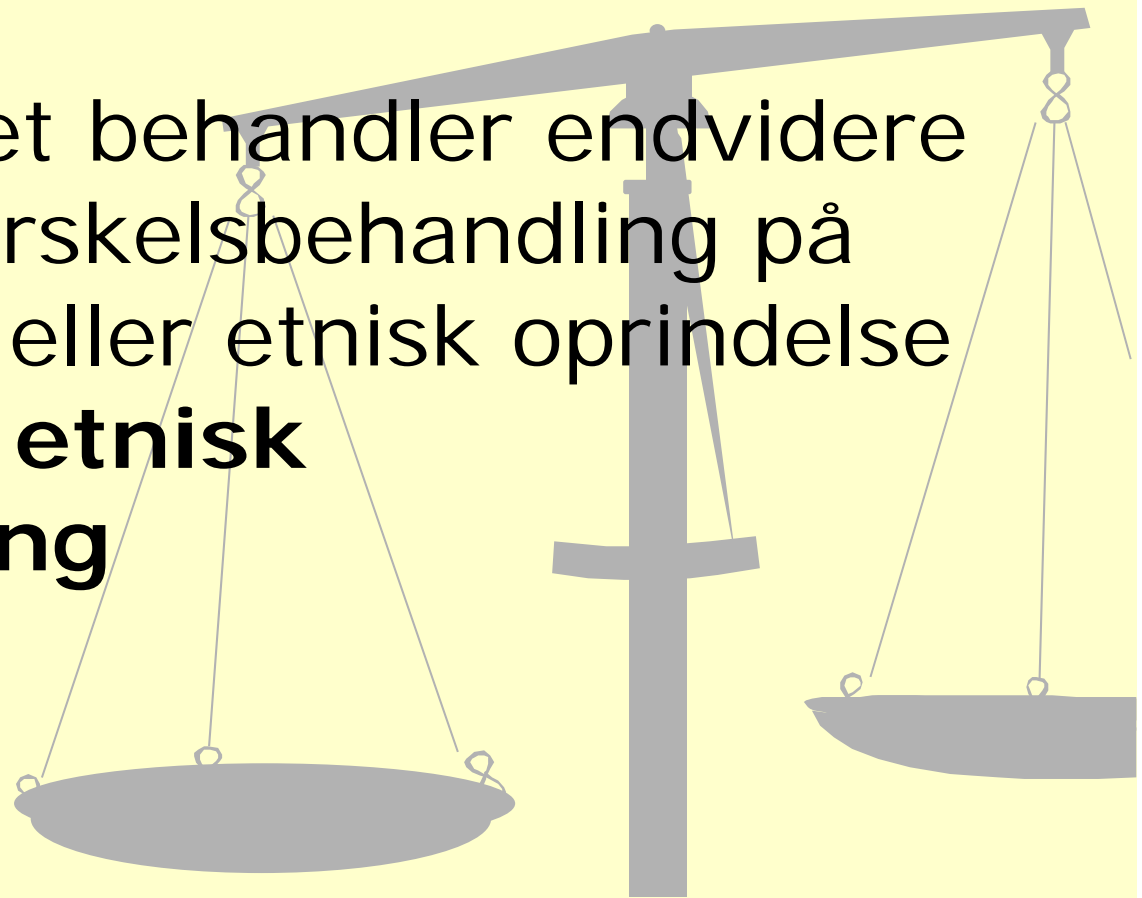 et behandler endvidere
rskelsbehandling på
eller etnisk oprindelse
etnisk
ng